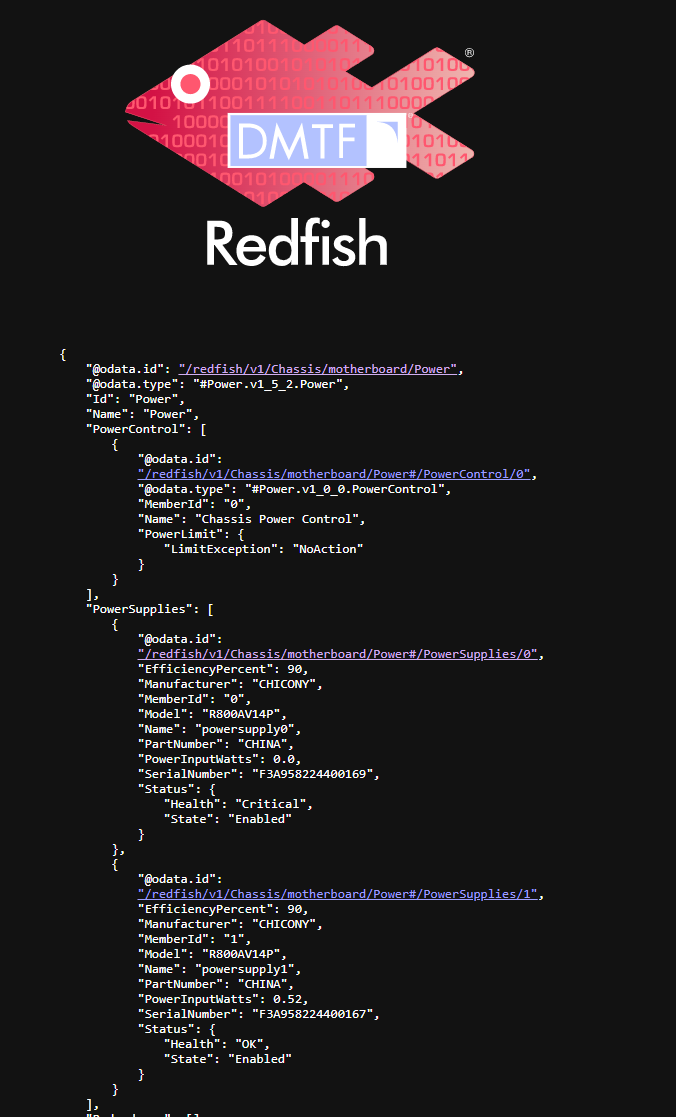 ®
DMTF
Redfish
{
"@odata.id": "/redfish/v1/Chassis/motherboard/Power",
"@odata.type": "#Power.v1_5_2.Power",
"Id": "Power",
"Name": "Power",
"PowerControl": [
{
"@odata.id":
"/redfish/v1/Chassis/motherboard/Power#/PowerControl/0",
"@odata.type": "#Power.v1_0_0.PowerControl",
"MemberId": "0",
"Name": "Chassis Power Control",
"PowerLimit": {
"LimitException": "NoAction"
}
}
],
"PowerSupplies": [
{
"@odata.id":
"/redfish/v1/Chassis/motherboard/Power#/PowerSupplies/0",
"EfficiencyPercent": 90,
"Manufacturer": "CHICONY",
"MemberId": "0",
"Model": "R800AV14P",
"Name": "powersupply0",
"PartNumber": "CHINA",
"PowerInputWatts": 0.0,
"SerialNumber": "F3A958224400169",
"Status": {
"Health": "Critical",
"State": "Enabled"
}
},
{
"@odata.id":
"/redfish/v1/Chassis/motherboard/Power#/PowerSupplies/1",
"EfficiencyPercent": 90,
"Manufacturer": "CHICONY",
"MemberId": "1",
"Model": "R800AV14P",
"Name": "powersupply1",
"PartNumber": "CHINA",
"PowerInputWatts": 0.52,
"SerialNumber": "F3A958224400167",
"Status": {
"Health": "OK",
"State": "Enabled"
}
}
],